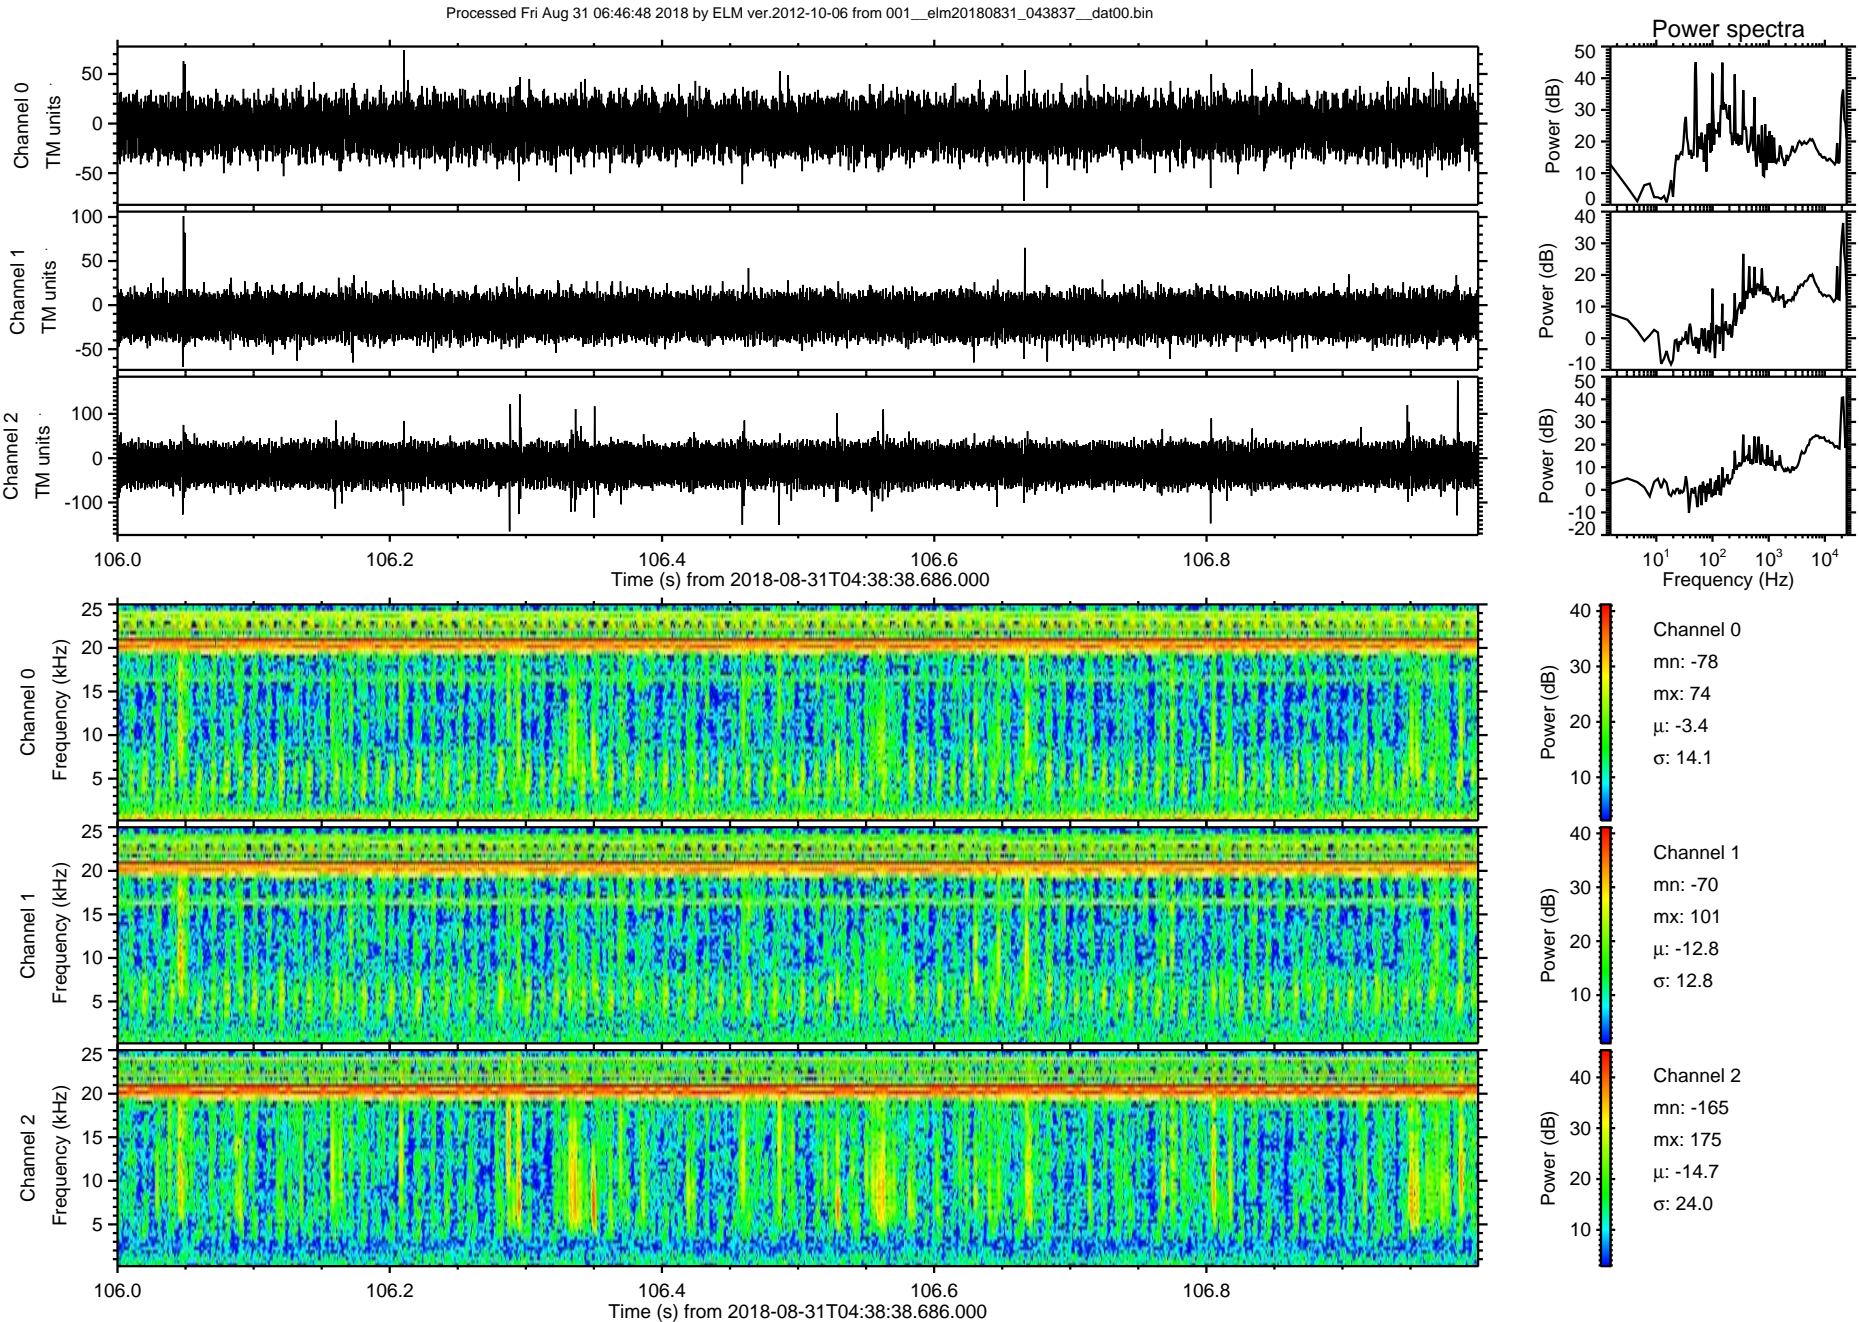 Processed Fri Aug 31 06:46:48 2018 by ELM ver.2012-10-06 from 001__elm20180831_043837__dat00.bin
Power spectra
Channel 0
TM units
50
0
-50
Power (dB)
50
40
30
20
10
0
Channel 1
TM units
100
50
0
-50
Power (dB)
40
30
20
10
0
-10
Channel 2
TM units
100
0
-100
Power (dB)
50
40
30
20
10
0
-10
-20
106.0 106.2 106.4 106.6 106.8
Time (s) from 2018-08-31T04:38:38.686.000
10^1 10^2 10^3 10^4
Frequency (Hz)
Channel 0
Frequency (kHz)
25
20
15
10
5
Power (dB)
40
30
20
10
Channel 0
mn: -78
mx: 74
μ: -3.4
σ: 14.1
Channel 1
Frequency (kHz)
25
20
15
10
5
Power (dB)
40
30
20
10
Channel 1
mn: -70
mx: 101
μ: -12.8
σ: 12.8
Channel 2
Frequency (kHz)
25
20
15
10
5
Power (dB)
40
30
20
10
Channel 2
mn: -165
mx: 175
μ: -14.7
σ: 24.0
106.0 106.2 106.4 106.6 106.8
Time (s) from 2018-08-31T04:38:38.686.000